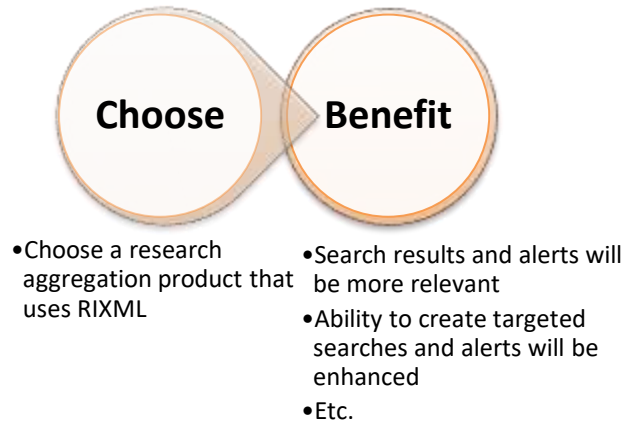 Choose
Benefit
•Choose a research
aggregation product that
uses RIXML
•Search results and alerts will
be more relevant
•Ability to create targeted
searches and alerts will be
enhanced
•Etc.